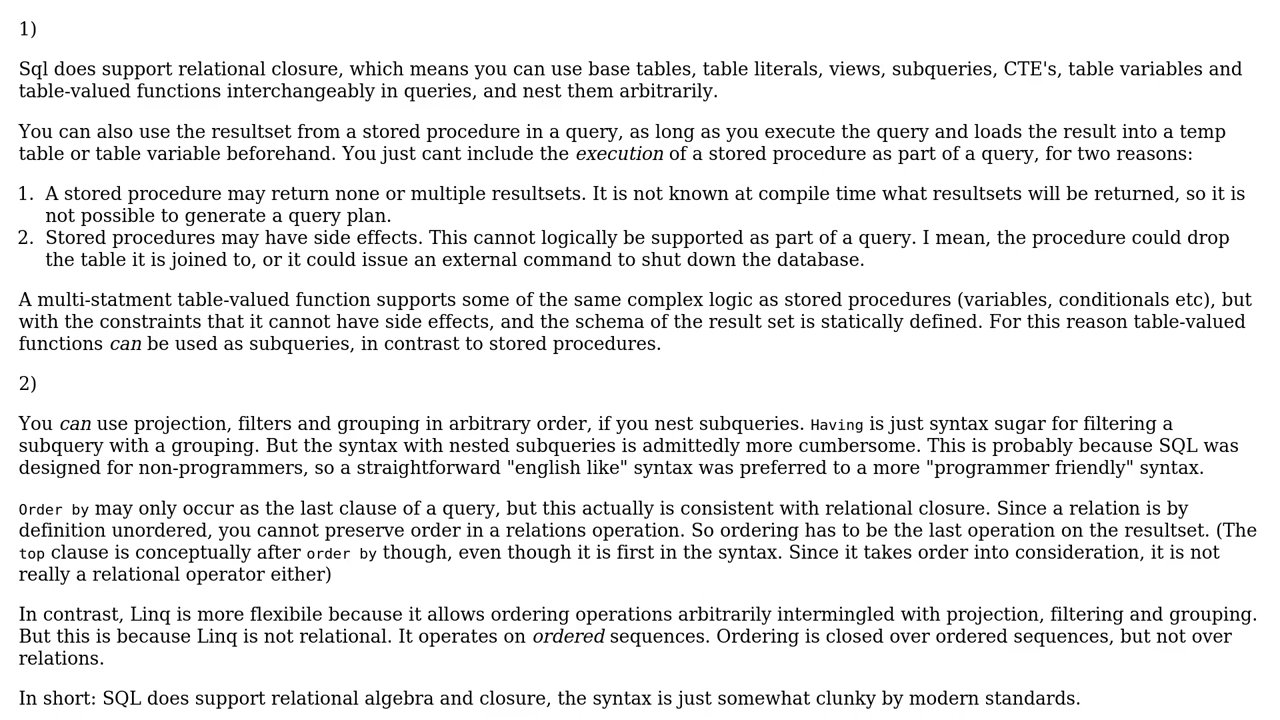 1)
Sql does support relational closure, which means you can use base tables, table literals, views, subqueries, CTE's, table variables and
table-valued functions interchangeably in queries, and nest them arbitrarily.
You can also use the resultset from a stored procedure in a query, as long as you execute the query and loads the result into a temp
table or table variable beforehand. You just cant include the execution of a stored procedure as part of a query, for two reasons:
1. A stored procedure may return none or multiple resultsets. It is not known at compile time what resultsets will be returned, so it is
not possible to generate a query plan.
2. Stored procedures may have side effects. This cannot logically be supported as part of a query. I mean, the procedure could drop
the table it is joined to, or it could issue an external command to shut down the database.
A multi-statment table-valued function supports some of the same complex logic as stored procedures (variables, conditionals etc), but
with the constraints that it cannot have side effects, and the schema of the result set is statically defined. For this reason table-valued
functions can be used as subqueries, in contrast to stored procedures.
2)
You can use projection, filters and grouping in arbitrary order, if you nest subqueries. Having is just syntax sugar for filtering a
subquery with a grouping. But the syntax with nested subqueries is admittedly more cumbersome. This is probably because SQL was
designed for non-programmers, so a straightforward "english like" syntax was preferred to a more "programmer friendly" syntax.
Order by may only occur as the last clause of a query, but this actually is consistent with relational closure. Since a relation is by
definition unordered, you cannot preserve order in a relations operation. So ordering has to be the last operation on the resultset. (The
top clause is conceptually after order by though, even though it is first in the syntax. Since it takes order into consideration, it is not
really a relational operator either)
In contrast, Linq is more flexibile because it allows ordering operations arbitrarily intermingled with projection, filtering and grouping.
But this is because Linq is not relational. It operates on ordered sequences. Ordering is closed over ordered sequences, but not over
relations.
In short: SQL does support relational algebra and closure, the syntax is just somewhat clunky by modern standards.